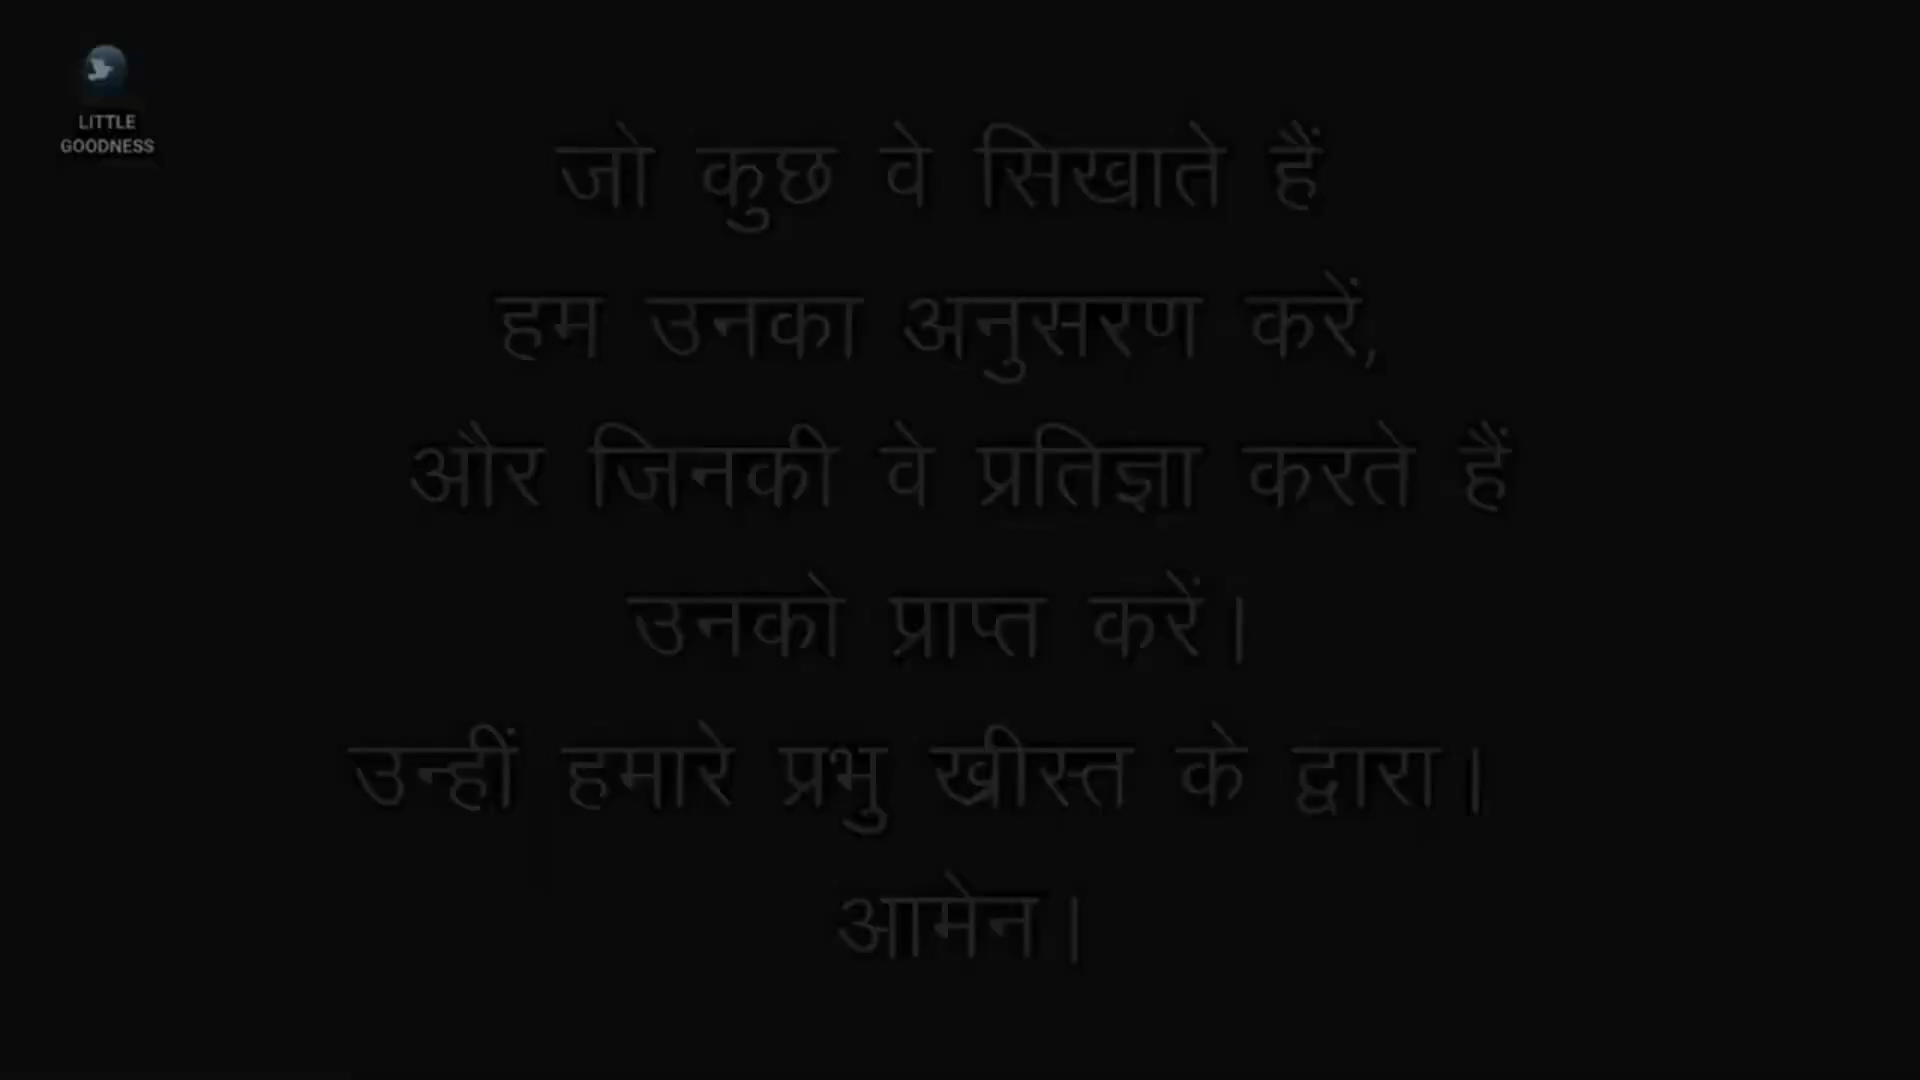 LITTLE
GOODNESS
जो कुछ वे सिखाते हैं
हम उनका अनुसरण करें,
और जिनकी वे प्रतिज्ञा करते हैं
उनको प्राप्त करें।
उन्हीं हमारे प्रभु ख्रीस्त के द्वारा।
आमेन।